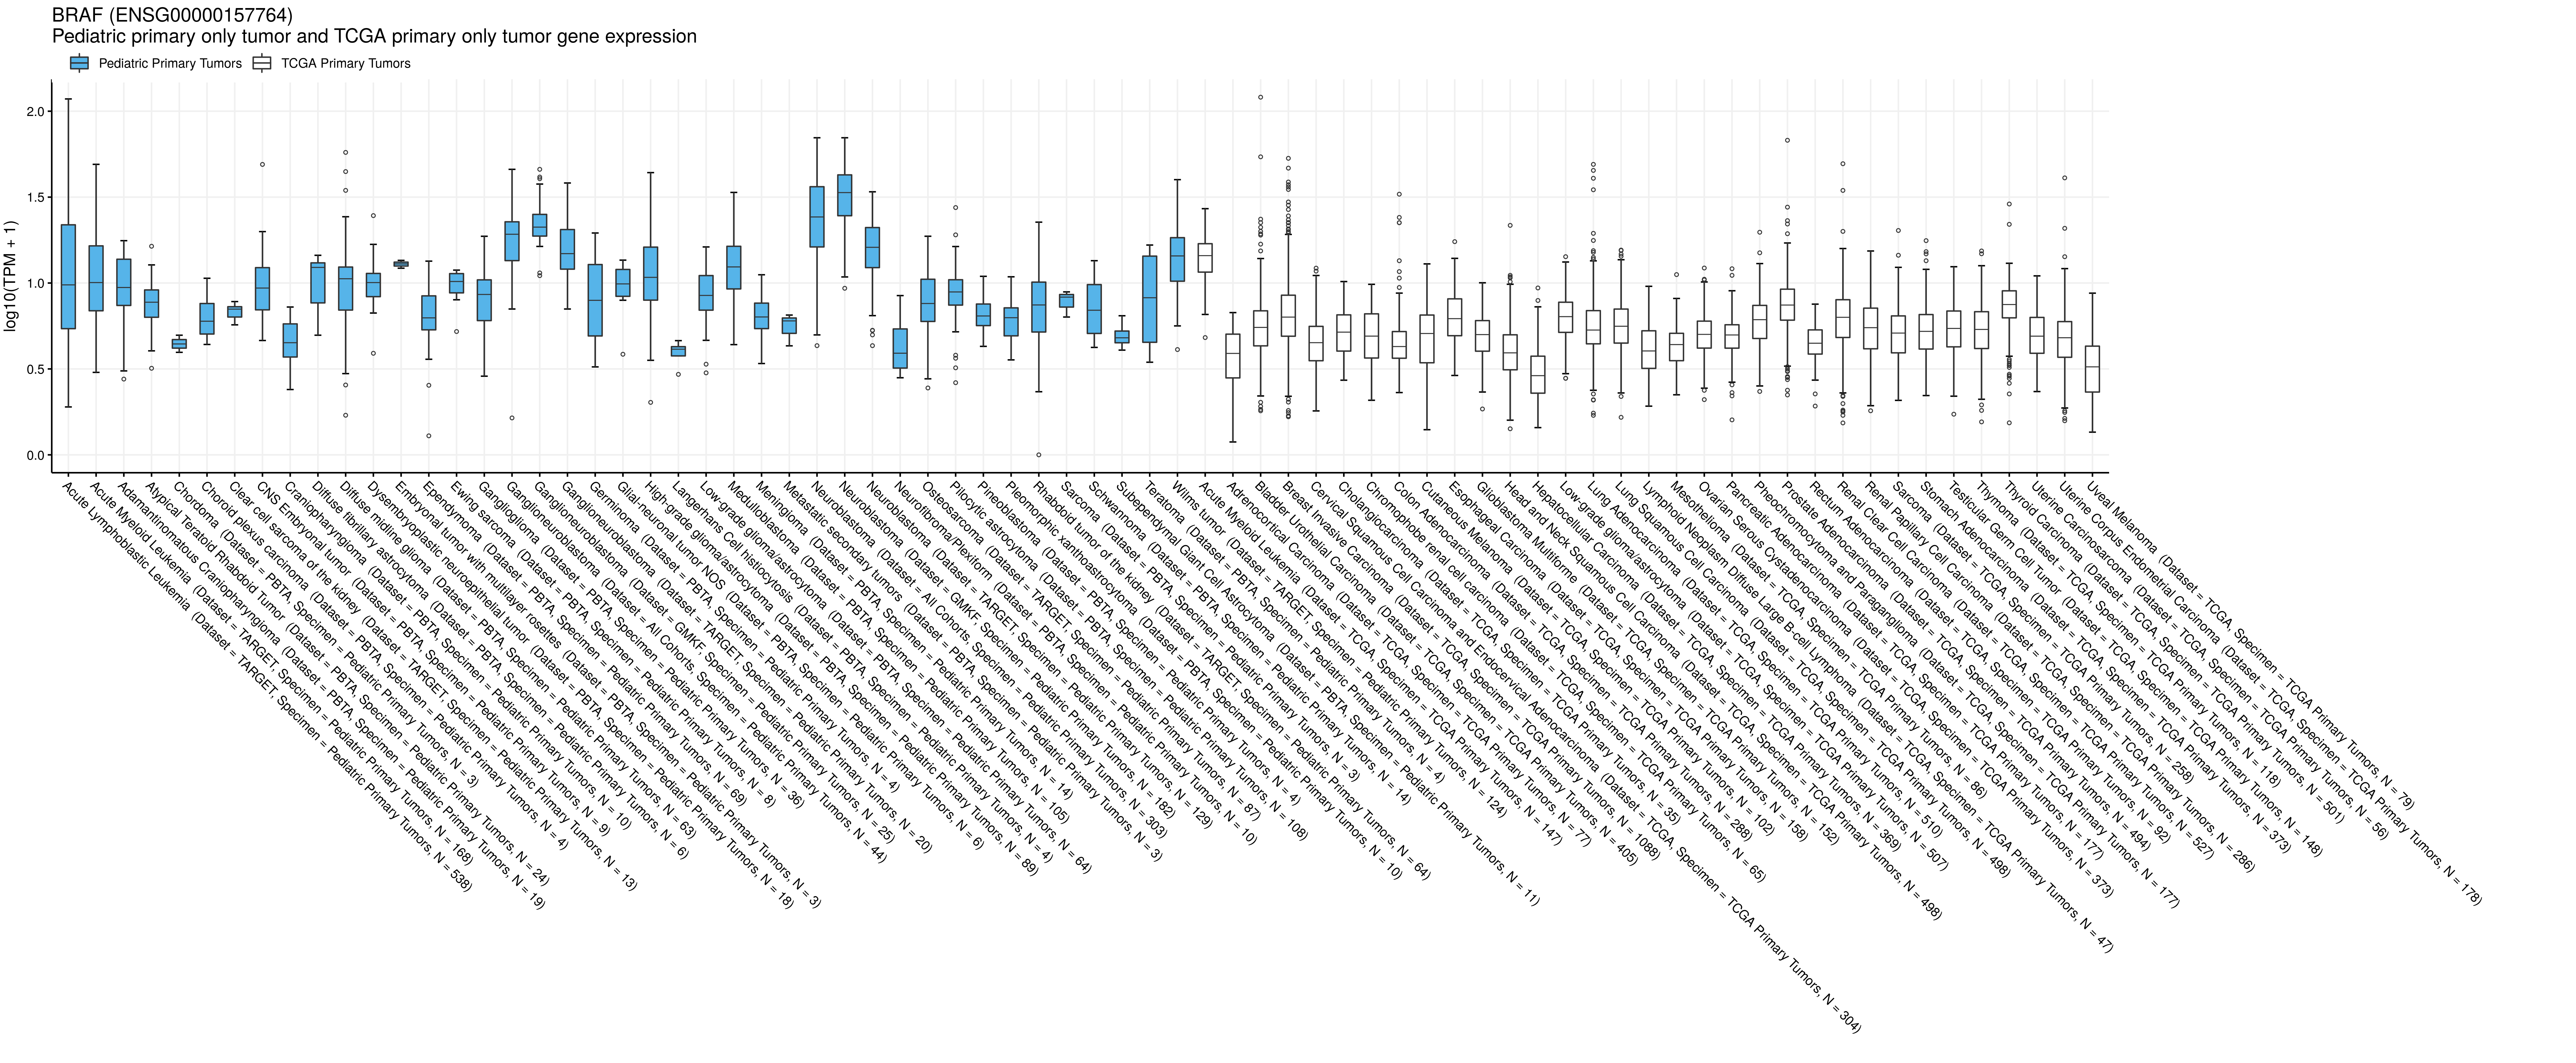 BRAF (ENSG00000157764)
Pediatric primary only tumor and TCGA primary only tumor gene expression
Pediatric Primary Tumors
TCGA Primary Tumors
log10(TPM + 1)
2.0
1.5
1.0
0.5
0.0
Acute Lymphoblastic Leukemia (Dataset = TARGET, Specimen = Pediatric Primary Tumors, N = 538)
Acute Myeloid Leukemia (Dataset = TARGET, Specimen = Pediatric Primary Tumors, N = 168)
Adamantinomatous Craniopharyngioma (Dataset = PBTA, Specimen = Pediatric Primary Tumors, N = 19)
Atypical Teratoid Rhabdoid Tumor (Dataset = PBTA, Specimen = Pediatric Primary Tumors, N = 24)
Chordoma (Dataset = PBTA, Specimen = Pediatric Primary Tumors, N = 3)
Choroid plexus carcinoma (Dataset = PBTA, Specimen = Pediatric Primary Tumors, N = 4)
Clear cell sarcoma of the kidney (Dataset = TARGET, Specimen = Pediatric Primary Tumors, N = 13)
CNS Embryonal tumor (Dataset = PBTA, Specimen = Pediatric Primary Tumors, N = 9)
Craniopharyngioma (Dataset = PBTA, Specimen = Pediatric Primary Tumors, N = 10)
Diffuse fibrillary astrocytoma (Dataset = PBTA, Specimen = Pediatric Primary Tumors, N = 6)
Diffuse midline glioma (Dataset = PBTA, Specimen = Pediatric Primary Tumors, N = 63)
Dysembryoplastic neuroepithelial tumor (Dataset = PBTA, Specimen = Pediatric Primary Tumors, N = 18)
Embryonal tumor with multilayer rosettes (Dataset = PBTA, Specimen = Pediatric Primary Tumors, N = 3)
Ependymoma (Dataset = PBTA, Specimen = Pediatric Primary Tumors, N = 69)
Ewing sarcoma (Dataset = PBTA, Specimen = Pediatric Primary Tumors, N = 8)
Ganglioglioma (Dataset = PBTA, Specimen = Pediatric Primary Tumors, N = 36)
Ganglioneuroblastoma (Dataset = All Cohorts, Specimen = Pediatric Primary Tumors, N = 44)
Ganglioneuroblastoma (Dataset = GMKF, Specimen = Pediatric Primary Tumors, N = 25)
Ganglioneuroblastoma (Dataset = TARGET, Specimen = Pediatric Primary Tumors, N = 20)
Germinoma (Dataset = PBTA, Specimen = Pediatric Primary Tumors, N = 4)
Glial-neuronal tumor NOS (Dataset = PBTA, Specimen = Pediatric Primary Tumors, N = 6)
High-grade glioma/astrocytoma (Dataset = PBTA, Specimen = Pediatric Primary Tumors, N = 89)
Langerhans Cell histiocytosis (Dataset = PBTA, Specimen = Pediatric Primary Tumors, N = 4)
Low-grade glioma/astrocytoma (Dataset = PBTA, Specimen = Pediatric Primary Tumors, N = 64)
Medulloblastoma (Dataset = PBTA, Specimen = Pediatric Primary Tumors, N = 105)
Meningioma (Dataset = PBTA, Specimen = Pediatric Primary Tumors, N = 14)
Metastatic secondary tumors (Dataset = PBTA, Specimen = Pediatric Primary Tumors, N = 3)
Neuroblastoma (Dataset = All Cohorts, Specimen = Pediatric Primary Tumors, N = 303)
Neuroblastoma (Dataset = GMKF, Specimen = Pediatric Primary Tumors, N = 182)
Neuroblastoma (Dataset = TARGET, Specimen = Pediatric Primary Tumors, N = 129)
Neurofibroma/Plexiform (Dataset = PBTA, Specimen = Pediatric Primary Tumors, N = 10)
Osteosarcoma (Dataset = TARGET, Specimen = Pediatric Primary Tumors, N = 87)
Pilocytic astrocytoma (Dataset = PBTA, Specimen = Pediatric Primary Tumors, N = 108)
Pineoblastoma (Dataset = PBTA, Specimen = Pediatric Primary Tumors, N = 4)
Pleomorphic xanthoastrocytoma (Dataset = PBTA, Specimen = Pediatric Primary Tumors, N = 10)
Rhabdoid tumor of the kidney (Dataset = TARGET, Specimen = Pediatric Primary Tumors, N = 64)
Sarcoma (Dataset = PBTA, Specimen = Pediatric Primary Tumors, N = 3)
Schwannoma (Dataset = PBTA, Specimen = Pediatric Primary Tumors, N = 14)
Subependymal Giant Cell Astrocytoma (Dataset = PBTA, Specimen = Pediatric Primary Tumors, N = 11)
Teratoma (Dataset = PBTA, Specimen = Pediatric Primary Tumors, N = 4)
Wilms tumor (Dataset = TARGET, Specimen = Pediatric Primary Tumors, N = 124)
Acute Myeloid Leukemia (Dataset = TCGA, Specimen = TCGA Primary Tumors, N = 147)
Adrenocortical Carcinoma (Dataset = TCGA, Specimen = TCGA Primary Tumors, N = 77)
Bladder Urothelial Carcinoma (Dataset = TCGA, Specimen = TCGA Primary Tumors, N = 405)
Breast Invasive Carcinoma (Dataset = TCGA, Specimen = TCGA Primary Tumors, N = 1088)
Cervical Squamous Cell Carcinoma and Endocervical Adenocarcinoma (Dataset = TCGA, Specimen = TCGA Primary Tumors, N = 304)
Cholangiocarcinoma (Dataset = TCGA, Specimen = TCGA Primary Tumors, N = 35)
Chromophobe renal cell carcinoma (Dataset = TCGA, Specimen = TCGA Primary Tumors, N = 65)
Colon Adenocarcinoma (Dataset = TCGA, Specimen = TCGA Primary Tumors, N = 288)
Cutaneous Melanoma (Dataset = TCGA, Specimen = TCGA Primary Tumors, N = 102)
Esophageal Carcinoma (Dataset = TCGA, Specimen = TCGA Primary Tumors, N = 158)
Glioblastoma Multiforme (Dataset = TCGA, Specimen = TCGA Primary Tumors, N = 152)
Head and Neck Squamous Cell Carcinoma (Dataset = TCGA, Specimen = TCGA Primary Tumors, N = 498)
Hepatocellular Carcinoma (Dataset = TCGA, Specimen = TCGA Primary Tumors, N = 369)
Low-grade glioma/astrocytoma (Dataset = TCGA, Specimen = TCGA Primary Tumors, N = 507)
Lung Adenocarcinoma (Dataset = TCGA, Specimen = TCGA Primary Tumors, N = 510)
Lung Squamous Cell Carcinoma (Dataset = TCGA, Specimen = TCGA Primary Tumors, N = 498)
Lymphoid Neoplasm Diffuse Large B-cell Lymphoma (Dataset = TCGA, Specimen = TCGA Primary Tumors, N = 47)
Mesothelioma (Dataset = TCGA, Specimen = TCGA Primary Tumors, N = 86)
Ovarian Serous Cystadenocarcinoma (Dataset = TCGA, Specimen = TCGA Primary Tumors, N = 373)
Pancreatic Adenocarcinoma (Dataset = TCGA, Specimen = TCGA Primary Tumors, N = 177)
Pheochromocytoma and Paraganglioma (Dataset = TCGA, Specimen = TCGA Primary Tumors, N = 177)
Prostate Adenocarcinoma (Dataset = TCGA, Specimen = TCGA Primary Tumors, N = 494)
Rectum Adenocarcinoma (Dataset = TCGA, Specimen = TCGA Primary Tumors, N = 92)
Renal Clear Cell Carcinoma (Dataset = TCGA, Specimen = TCGA Primary Tumors, N = 527)
Renal Papillary Cell Carcinoma (Dataset = TCGA, Specimen = TCGA Primary Tumors, N = 286)
Sarcoma (Dataset = TCGA, Specimen = TCGA Primary Tumors, N = 258)
Stomach Adenocarcinoma (Dataset = TCGA, Specimen = TCGA Primary Tumors, N = 373)
Testicular Germ Cell Tumor (Dataset = TCGA, Specimen = TCGA Primary Tumors, N = 148)
Thymoma (Dataset = TCGA, Specimen = TCGA Primary Tumors, N = 118)
Thyroid Carcinoma (Dataset = TCGA, Specimen = TCGA Primary Tumors, N = 501)
Uterine Carcinosarcoma (Dataset = TCGA, Specimen = TCGA Primary Tumors, N = 56)
Uterine Corpus Endometrial Carcinoma (Dataset = TCGA, Specimen = TCGA Primary Tumors, N = 178)
Uveal Melanoma (Dataset = TCGA, Specimen = TCGA Primary Tumors, N = 79)